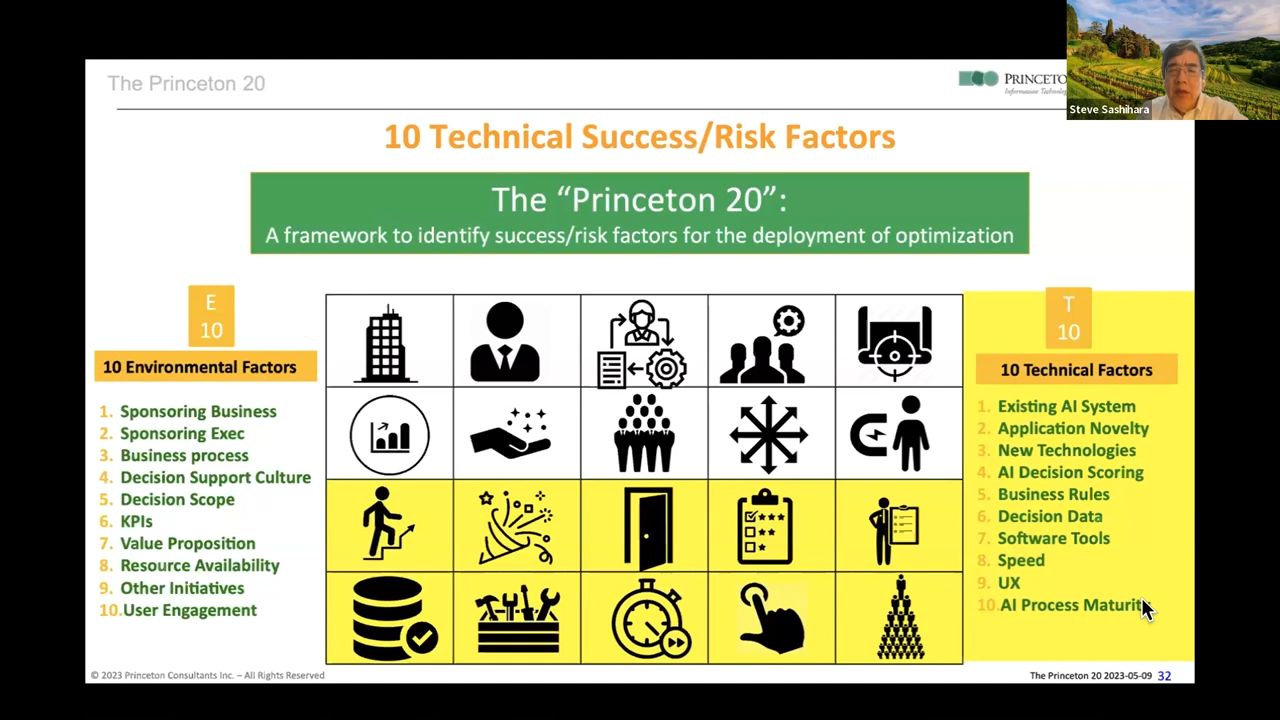 The Princeton 20
PRINCETO
Information Technolog
Steve Sashihara
10 Technical Success/Risk Factors
The “Princeton 20”:
A framework to identify success/risk factors for the deployment of optimization
E
10
10 Environmental Factors
1. Sponsoring Business
2. Sponsoring Exec
3. Business process
4. Decision Support Culture
5. Decision Scope
6. KPIs
7. Value Proposition
8. Resource Availability
9. Other Initiatives
10.User Engagement
T
10
10 Technical Factors
1. Existing AI System
2. Application Novelty
3. New Technologies
4. AI Decision Scoring
5. Business Rules
6. Decision Data
7. Software Tools
8. Speed
9. UX
10.AI Process Maturity
© 2023 Princeton Consultants Inc. – All Rights Reserved
The Princeton 20 2023-05-09 32